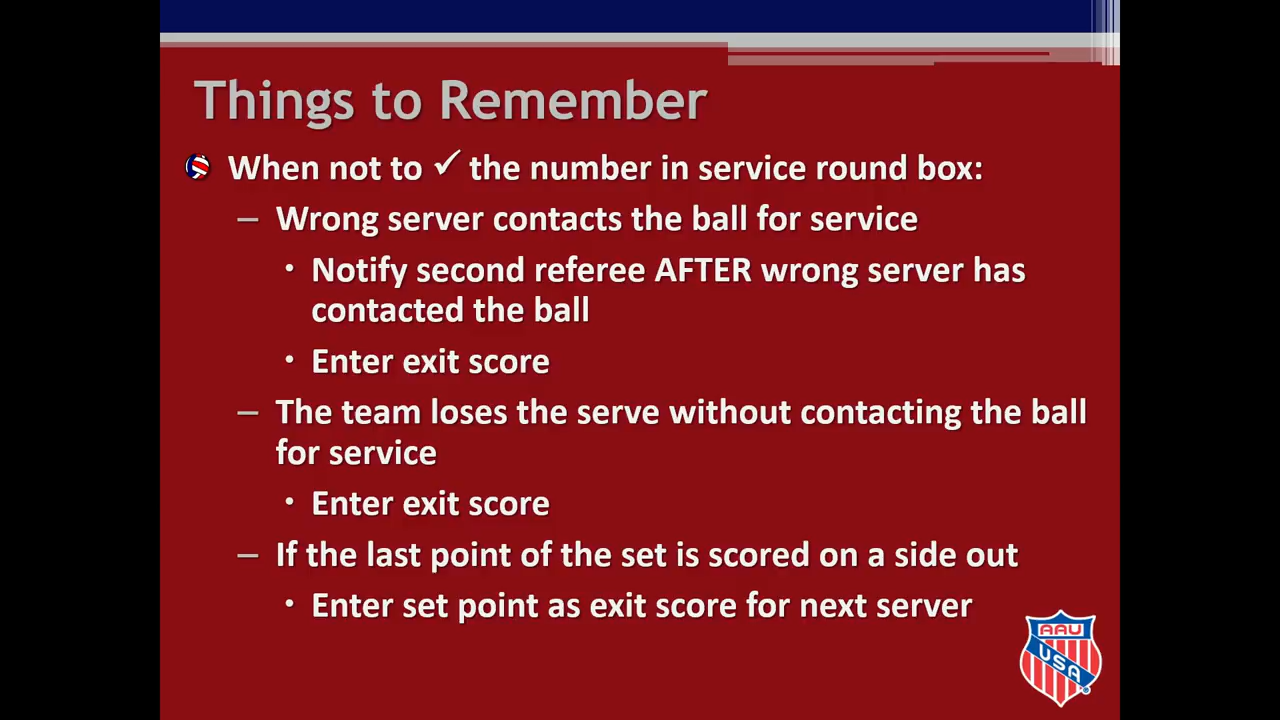 Things to Remember
When not to ✓ the number in service round box:
– Wrong server contacts the ball for service
• Notify second referee AFTER wrong server has
contacted the ball
• Enter exit score
– The team loses the serve without contacting the ball
for service
• Enter exit score
– If the last point of the set is scored on a side out
• Enter set point as exit score for next server
AAU
USA
®